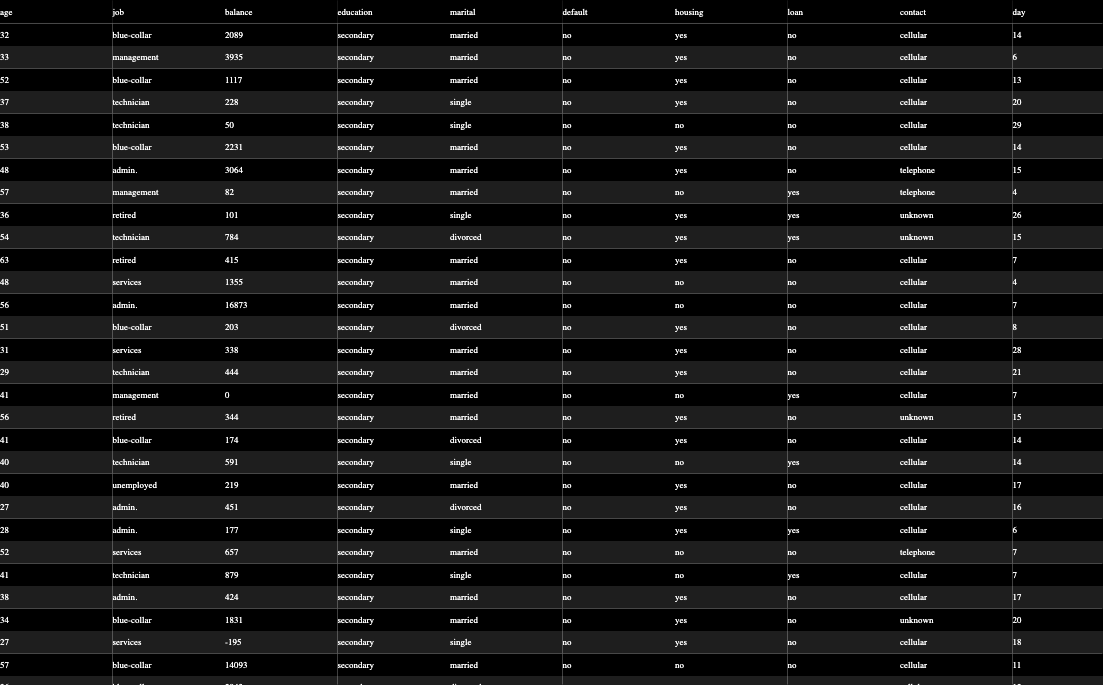 age job balance education marital default housing loan contact day
32 blue-collar 2089 secondary married no yes no cellular 14
33 management 3935 secondary married no yes no cellular 6
52 blue-collar 1117 secondary married no yes no cellular 13
37 technician 228 secondary single no yes no cellular 20
38 technician 50 secondary single no no no cellular 29
53 blue-collar 2231 secondary married no yes no cellular 14
48 admin. 3064 secondary married no yes no telephone 15
57 management 82 secondary married no no yes telephone 4
36 retired 101 secondary single no yes yes unknown 26
54 technician 784 secondary divorced no yes yes unknown 15
63 retired 415 secondary married no yes no cellular 7
48 services 1355 secondary married no no no cellular 4
56 admin. 16873 secondary married no no no cellular 7
51 blue-collar 203 secondary divorced no yes no cellular 8
31 services 338 secondary married no yes no cellular 28
29 technician 444 secondary married no yes no cellular 21
41 management 0 secondary married no no yes cellular 7
56 retired 344 secondary married no yes no unknown 15
41 blue-collar 174 secondary divorced no yes no cellular 14
40 technician 591 secondary single no no yes cellular 14
40 unemployed 219 secondary married no yes no cellular 17
27 admin. 451 secondary divorced no yes no cellular 16
28 admin. 177 secondary single no yes yes cellular 6
52 services 657 secondary married no no no telephone 7
41 technician 879 secondary single no no yes cellular 7
38 admin. 424 secondary married no yes no cellular 17
34 blue-collar 1831 secondary married no yes no unknown 20
27 services -195 secondary single no yes no cellular 18
57 blue-collar 14093 secondary married no no no cellular 11